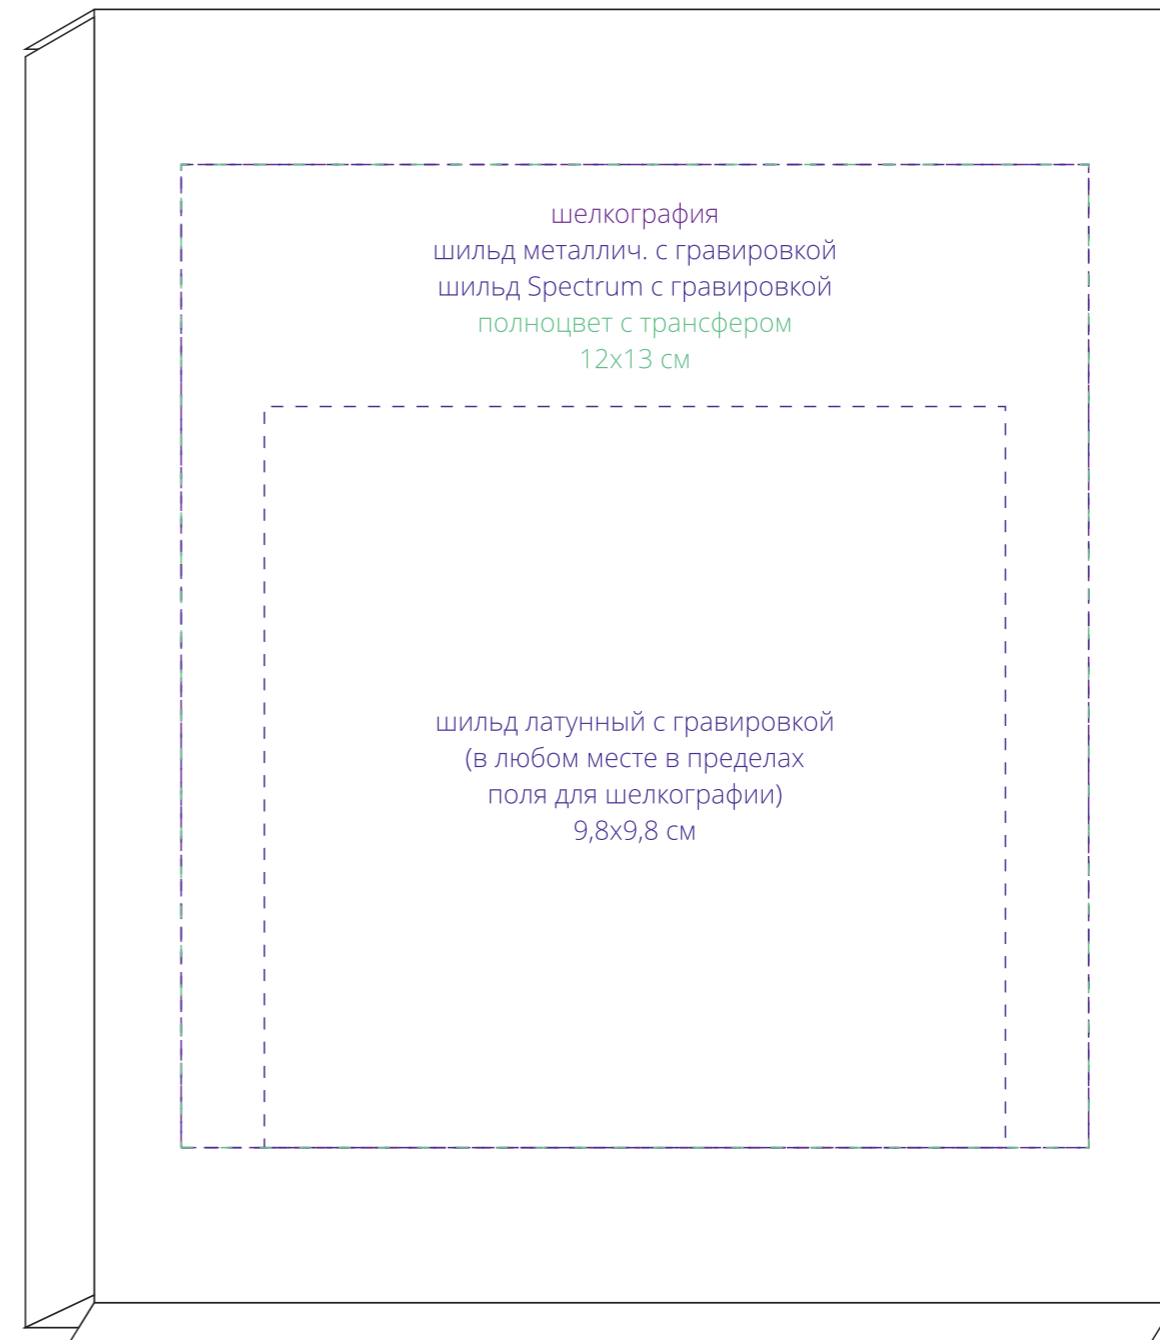 шелкография
шильд металлич. с гравировкой
шильд Spectrum с гравировкой
полноцвет с трансфером
12х13 см
шильд латунный с гравировкой
(в любом месте в пределах
поля для шелкографии)
9,8х9,8 см